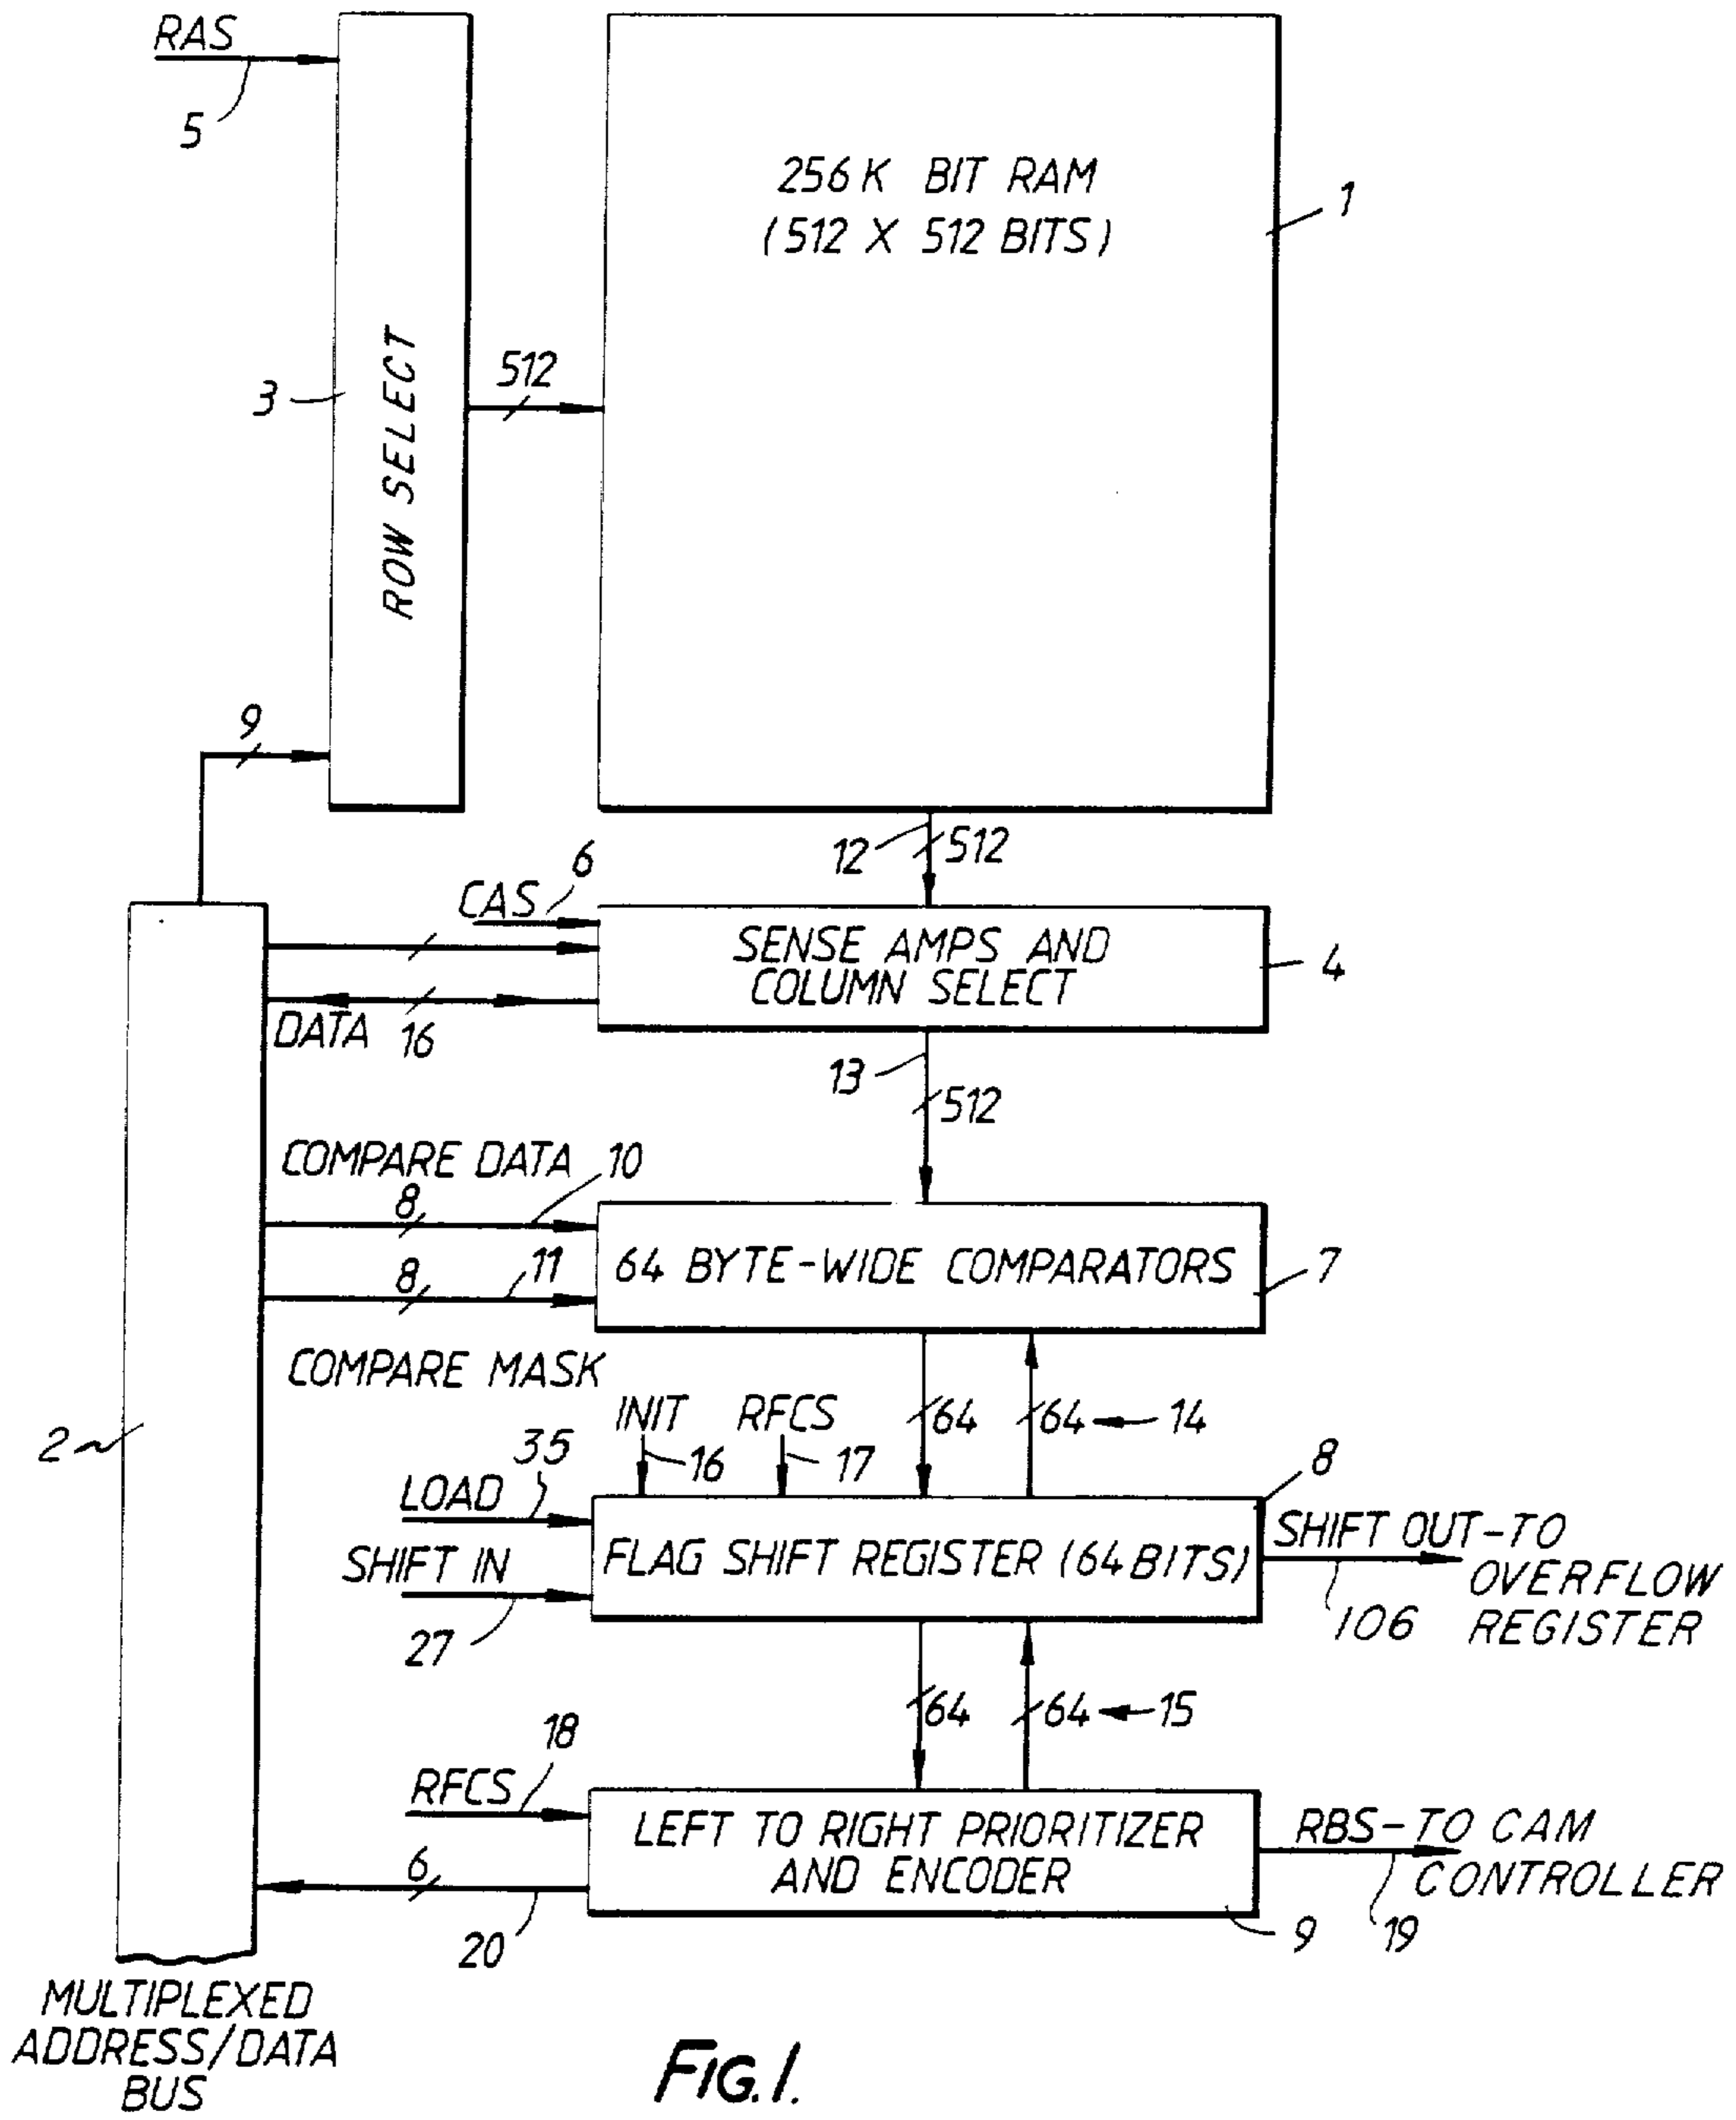 RAS
5
256K BIT RAM
(512 X 512 BITS)
1
ROW SELECT
3
512
9
12
512
6
CAS
SENSE AMPS AND
COLUMN SELECT
4
DATA 16
13
512
COMPARE DATA
10
8
8
11
64 BYTE-WIDE COMPARATORS
7
COMPARE MASK
2
INIT
RFCS
64
64
14
16
17
35
LOAD
8
SHIFT IN
27
FLAG SHIFT REGISTER (64 BITS)
SHIFT OUT-TO
OVERFLOW
REGISTER
106
64
64
15
18
RFCS
LEFT TO RIGHT PRIORITIZER
AND ENCODER
RBS-TO CAM
CONTROLLER
19
6
20
9
MULTIPLEXED
ADDRESS/DATA
BUS
FIG.1.